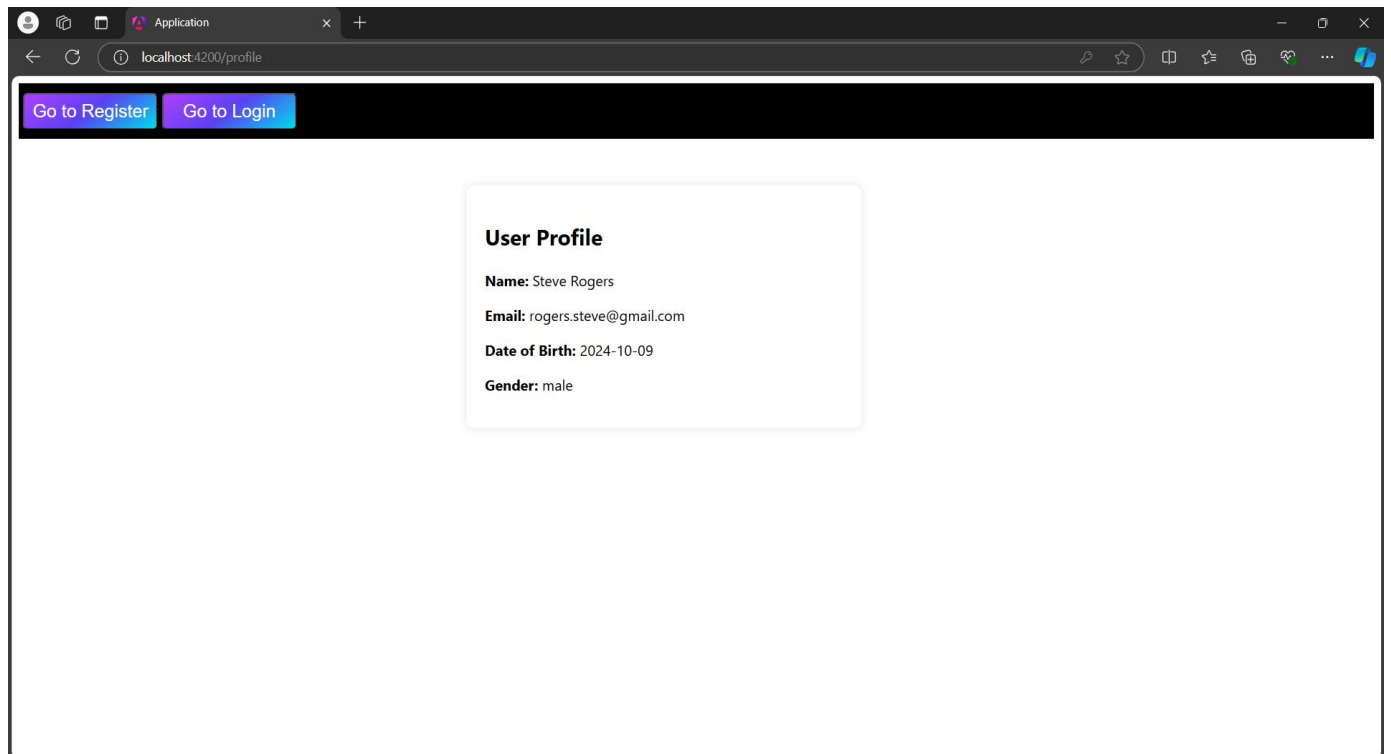 Application
localhost:4200/profile
Go to Register Go to Login
User Profile
Name: Steve Rogers
Email: rogers.steve@gmail.com
Date of Birth: 2024-10-09
Gender: male